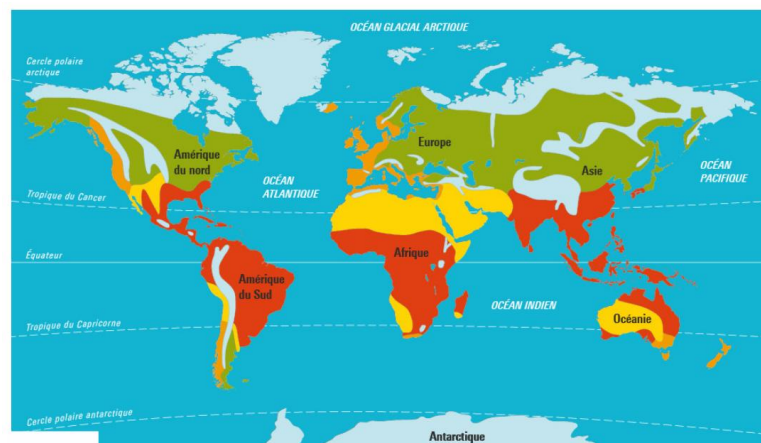 OCÉAN GLACIAL ARCTIQUE
Cercle polaire
arctique
Europe
Amérique
du nord
Asie
OCÉAN
PACIFIQUE
OCÉAN
ATLANTIQUE
Tropique du Cancer
Équateur
Afrique
Amérique
du Sud
OCÉAN INDIEN
Océanie
Tropique du Capricorne
Cercle polaire antarctique
Antarctique